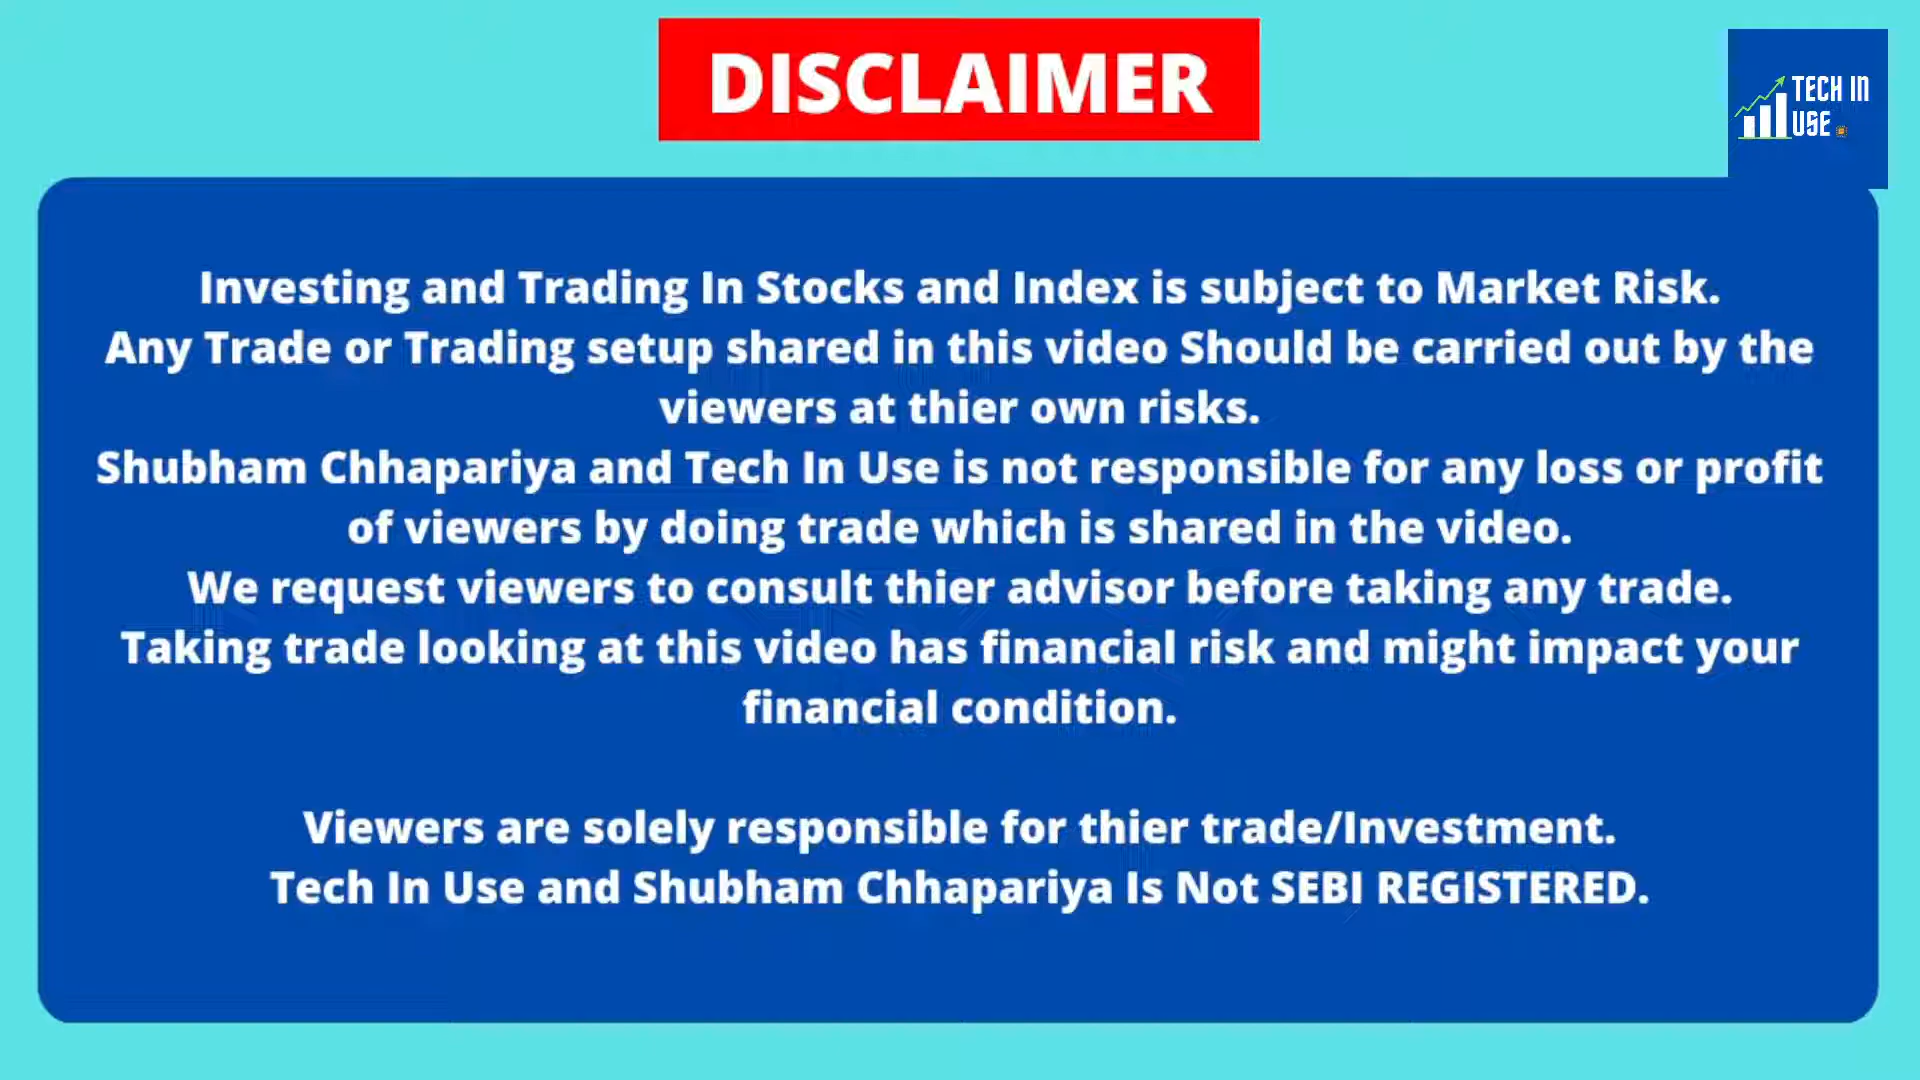 DISCLAIMER
TECH IN
USE
Investing and Trading In Stocks and Index is subject to Market Risk.
Any Trade or Trading setup shared in this video Should be carried out by the
viewers at thier own risks.
Shubham Chhapariya and Tech In Use is not responsible for any loss or profit
of viewers by doing trade which is shared in the video.
We request viewers to consult thier advisor before taking any trade.
Taking trade looking at this video has financial risk and might impact your
financial condition.
Viewers are solely responsible for thier trade/Investment.
Tech In Use and Shubham Chhapariya Is Not SEBI REGISTERED.